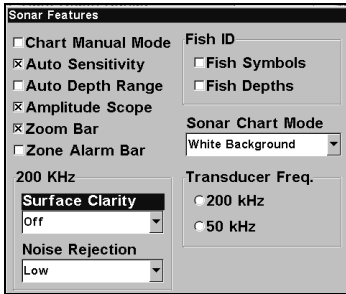 Sonar Features
Chart Manual Mode
Auto Sensitivity
Auto Depth Range
Amplitude Scope
Zoom Bar
Zone Alarm Bar
Fish ID
Fish Symbols
Fish Depths
Sonar Chart Mode
White Background
200 KHz
Surface Clarity
Off
Noise Rejection
Low
Transducer Freq.
200 kHz
50 kHz